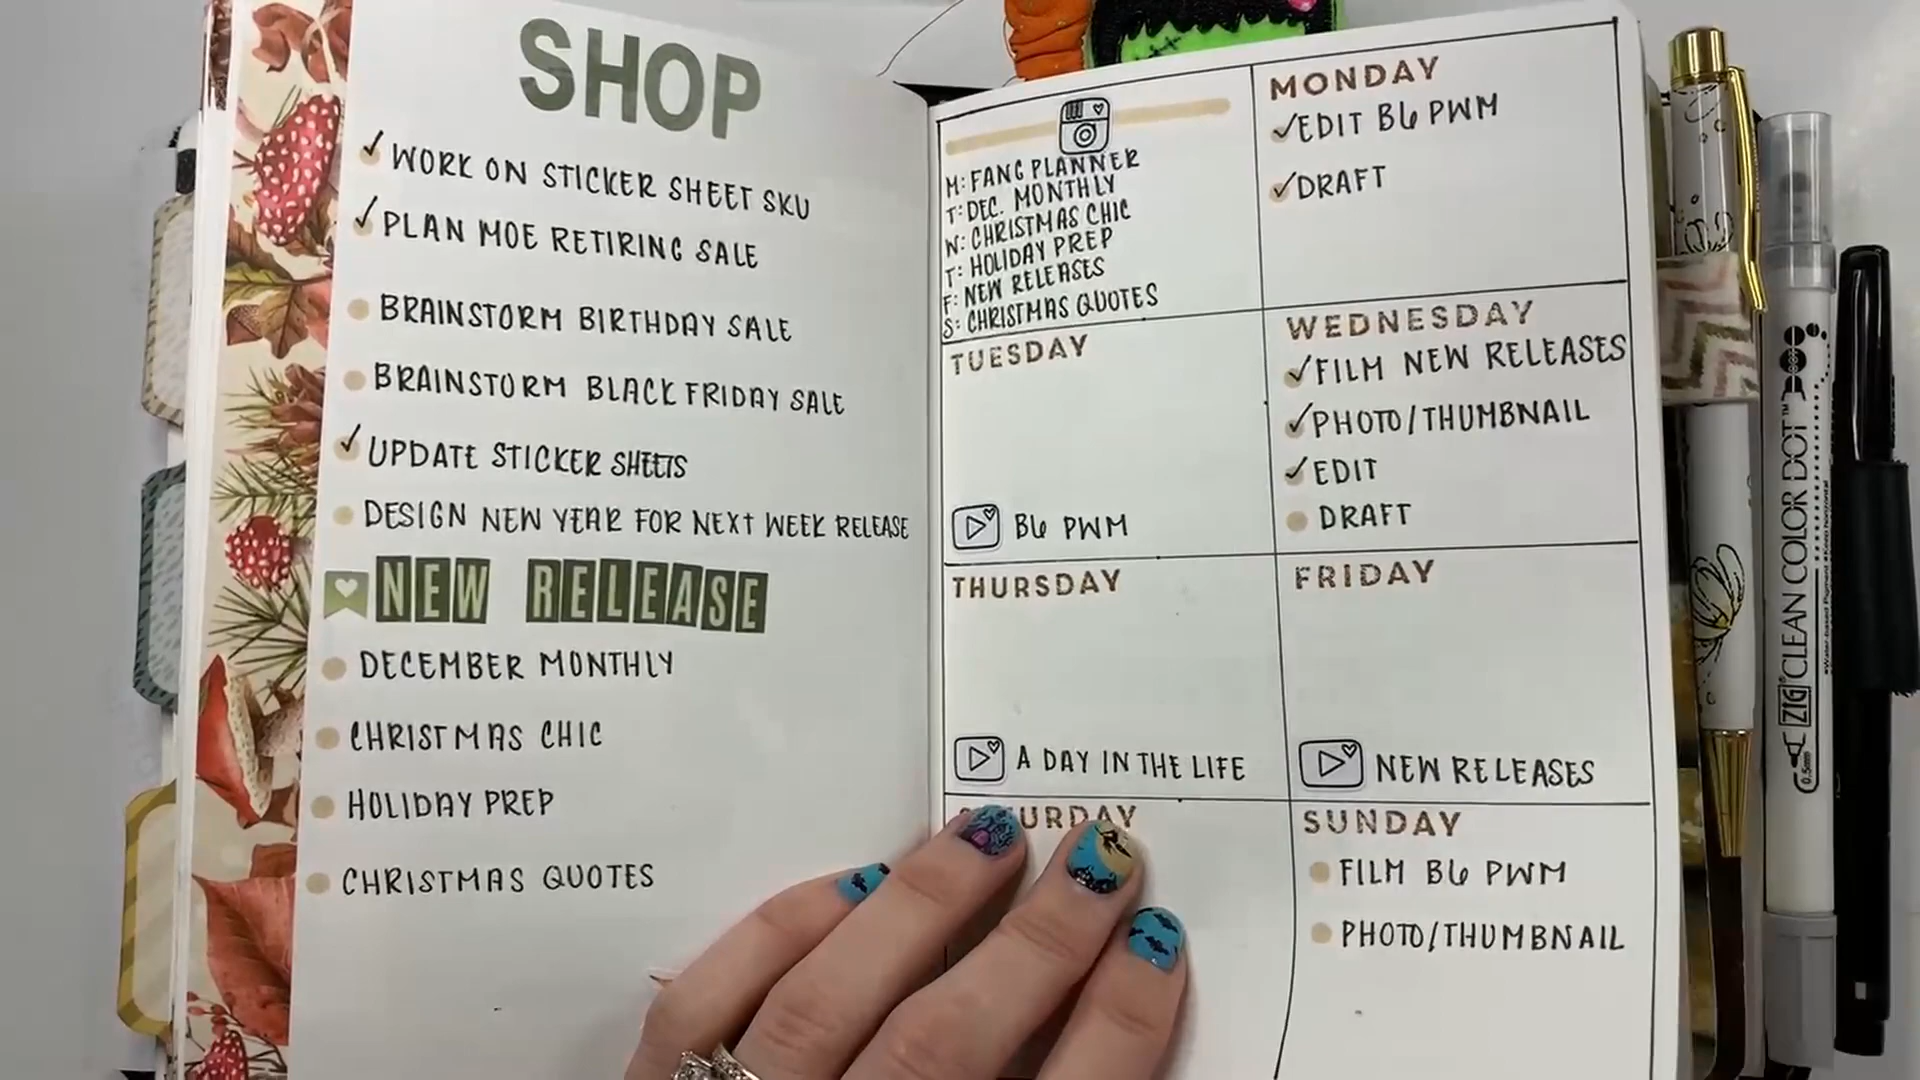 SHOP
WORK ON STICKER SHEET SKU
PLAN MOE RETIRING SALE
BRAINSTORM BIRTHDAY SALE
BRAINSTORM BLACK FRIDAY SALE
UPDATE STICKER SHEETS
DESIGN NEW YEAR FOR NEXT WEEK RELEASE
NEW RELEASE
DECEMBER MONTHLY
CHRISTMAS CHIC
HOLIDAY PREP
CHRISTMAS QUOTES
M: FANG PLANNER
T: DEC. MONTHLY
W: CHRISTMAS CHIC
T: HOLIDAY PREP
F: NEW RELEASES
S: CHRISTMAS QUOTES
MONDAY
EDIT B6 PWM
DRAFT
TUESDAY
B6 PWM
WEDNESDAY
FILM NEW RELEASES
PHOTO/THUMBNAIL
EDIT
DRAFT
THURSDAY
A DAY IN THE LIFE
FRIDAY
NEW RELEASES
SATURDAY
SUNDAY
FILM B6 PWM
PHOTO/THUMBNAIL
ZIG CLEAN COLOR DOT™
0.5mm